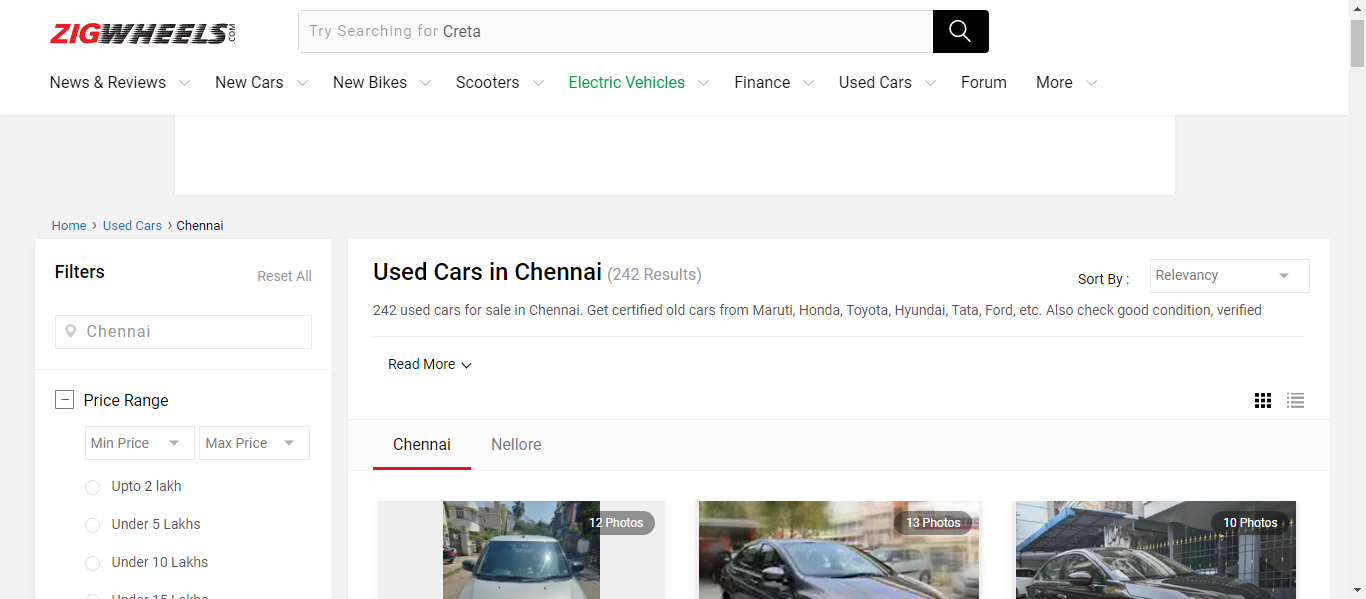 ZIGWHEELS.COM
Try Searching for Creta
News & Reviews New Cars New Bikes Scooters Electric Vehicles Finance Used Cars Forum More
Home › Used Cars › Chennai
Filters
Reset All
Chennai
Price Range
Min Price Max Price
Upto 2 lakh
Under 5 Lakhs
Under 10 Lakhs
Under 15 Lakhs
Used Cars in Chennai (242 Results)
Sort By : Relevancy
242 used cars for sale in Chennai. Get certified old cars from Maruti, Honda, Toyota, Hyundai, Tata, Ford, etc. Also check good condition, verified
Read More
Chennai Nellore
12 Photos 13 Photos 10 Photos